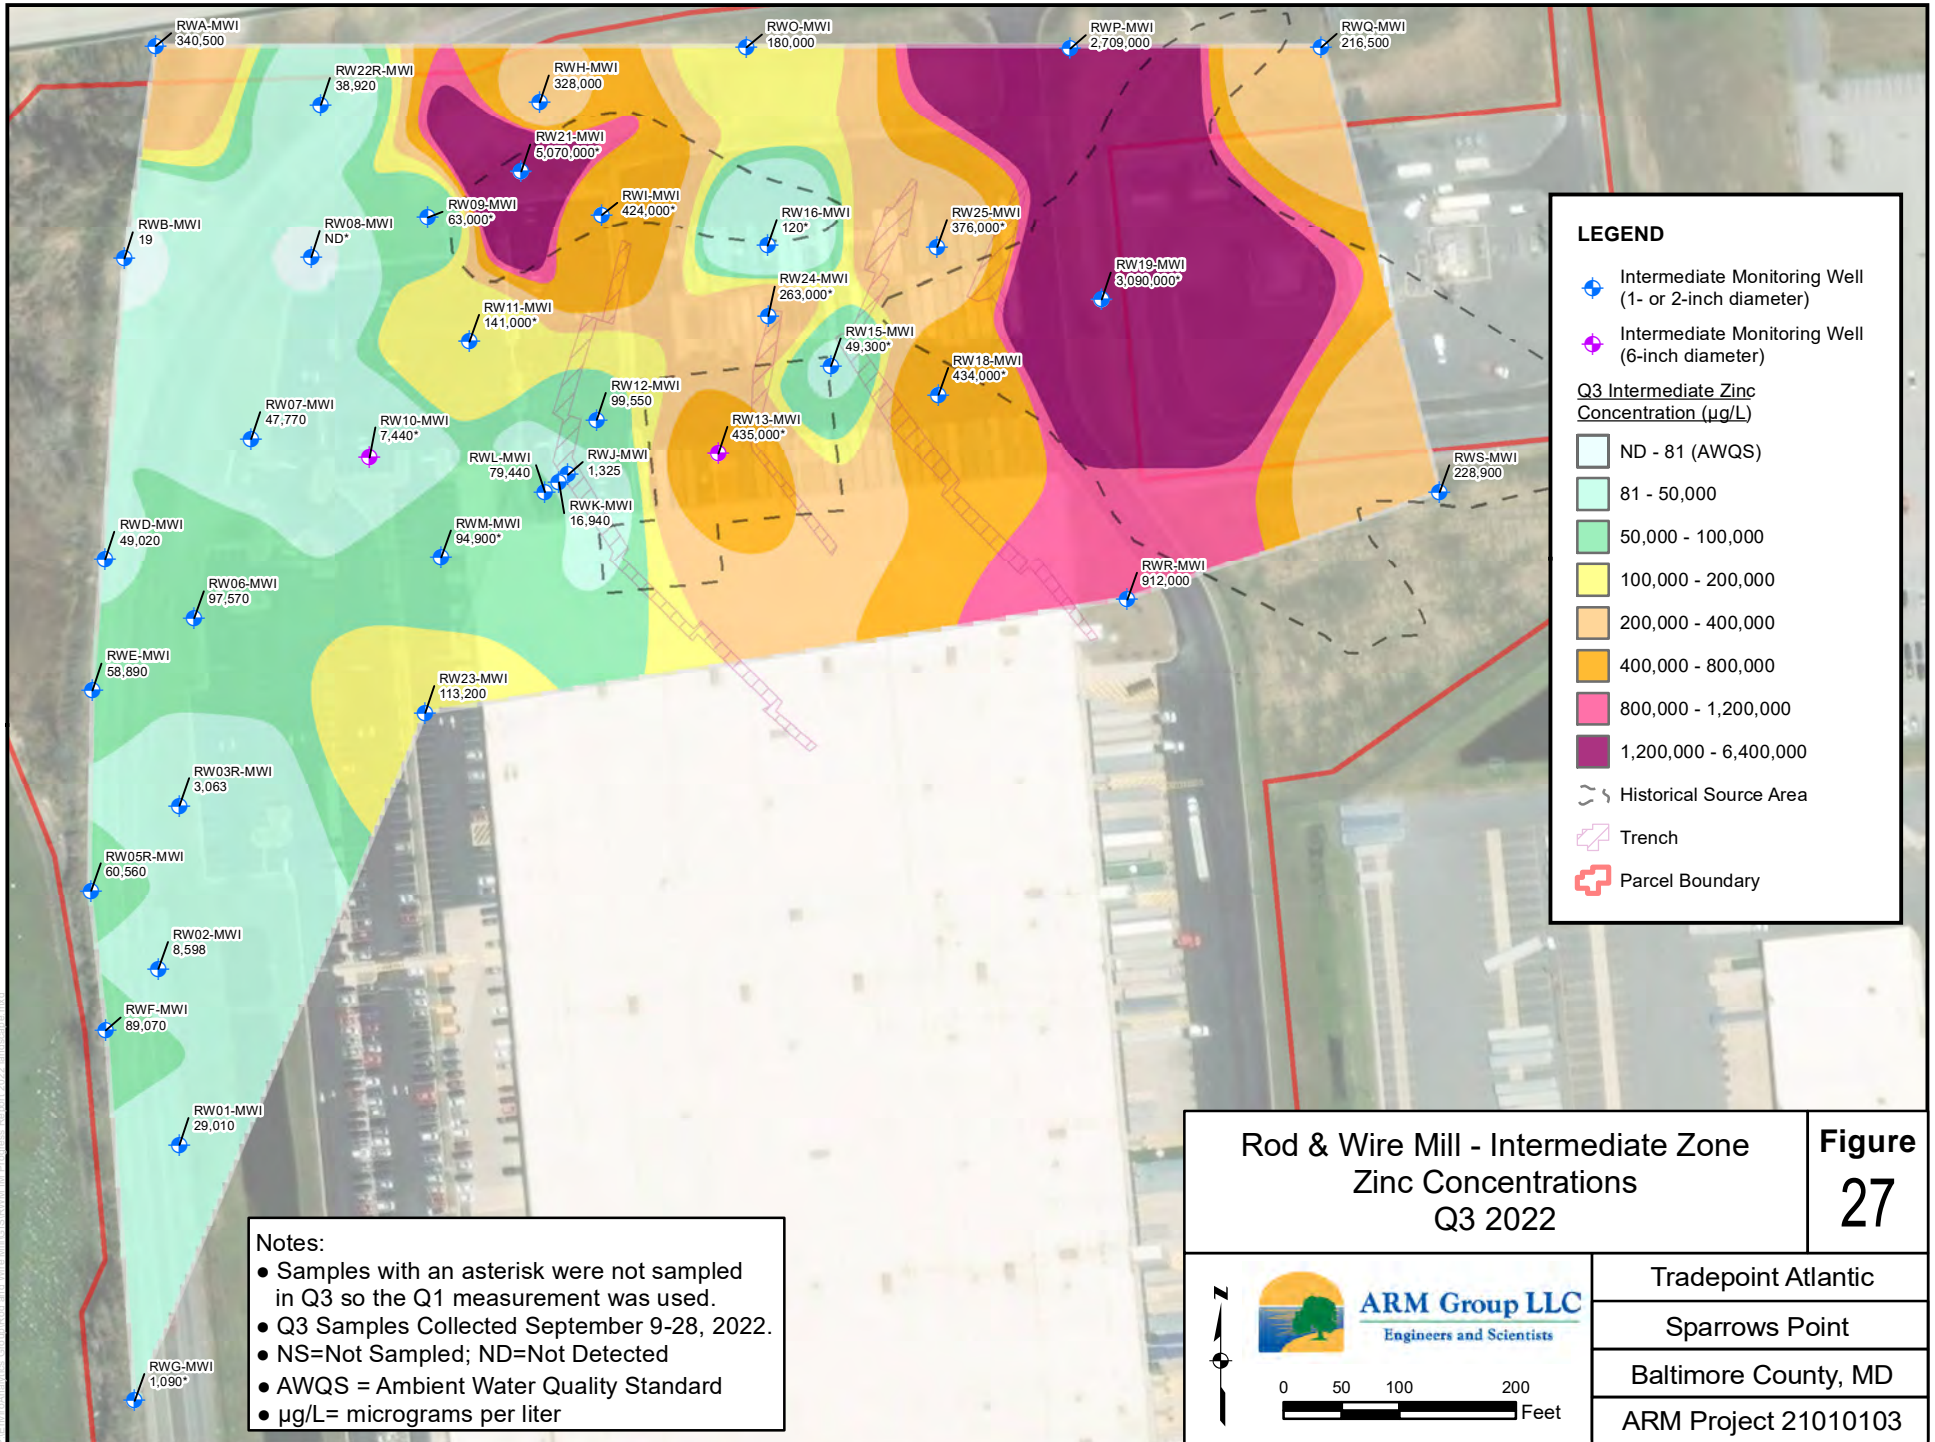 RWA-MWI
340,500
RW22R-MWI
38,920
RWH-MWI
328,000
RWO-MWI
180,000
RWP-MWI
2,709,000
RWQ-MWI
216,500
RW21-MWI
5,070,000*
RWB-MWI
19
RW08-MWI
ND*
RW09-MWI
63,000*
RWI-MWI
424,000*
RW16-MWI
120*
RW25-MWI
376,000*
RW24-MWI
263,000*
RW19-MWI
3,090,000*
RW11-MWI
141,000*
RW15-MWI
49,300*
RW18-MWI
434,000*
RW12-MWI
99,550
RW07-MWI
47,770
RW10-MWI
7,440*
RW13-MWI
435,000*
RWL-MWI
79,440
RWJ-MWI
1,325
RWK-MWI
16,940
RWS-MWI
228,900
RWD-MWI
49,020
RWM-MWI
94,900*
RW06-MWI
97,570
RWR-MWI
912,000
RWE-MWI
58,890
RW23-MWI
113,200
RW03R-MWI
3,063
RW05R-MWI
60,560
RW02-MWI
8,598
RWF-MWI
89,070
RW01-MWI
29,010
RWG-MWI
1,090*
LEGEND
Intermediate Monitoring Well
(1- or 2-inch diameter)
Intermediate Monitoring Well
(6-inch diameter)
Q3 Intermediate Zinc
Concentration (µg/L)
ND - 81 (AWQS)
81 - 50,000
50,000 - 100,000
100,000 - 200,000
200,000 - 400,000
400,000 - 800,000
800,000 - 1,200,000
1,200,000 - 6,400,000
Historical Source Area
Trench
Parcel Boundary
Notes:
● Samples with an asterisk were not sampled
in Q3 so the Q1 measurement was used.
● Q3 Samples Collected September 9-28, 2022.
● NS=Not Sampled; ND=Not Detected
● AWQS = Ambient Water Quality Standard
● µg/L= micrograms per liter
Rod & Wire Mill - Intermediate Zone
Zinc Concentrations
Q3 2022
Figure
27
Z
ARM Group LLC
Engineers and Scientists
0 50 100 200
Feet
Tradepoint Atlantic
Sparrows Point
Baltimore County, MD
ARM Project 21010103